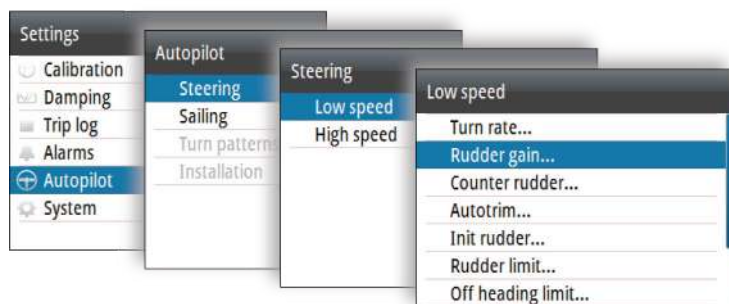 Settings
Calibration
Damping
Trip log
Alarms
Autopilot
System
Autopilot
Steering
Sailing
Turn patterns
Installation
Steering
Low speed
High speed
Low speed
Turn rate...
Rudder gain...
Counter rudder...
Autotrim...
Init rudder...
Rudder limit...
Off heading limit...